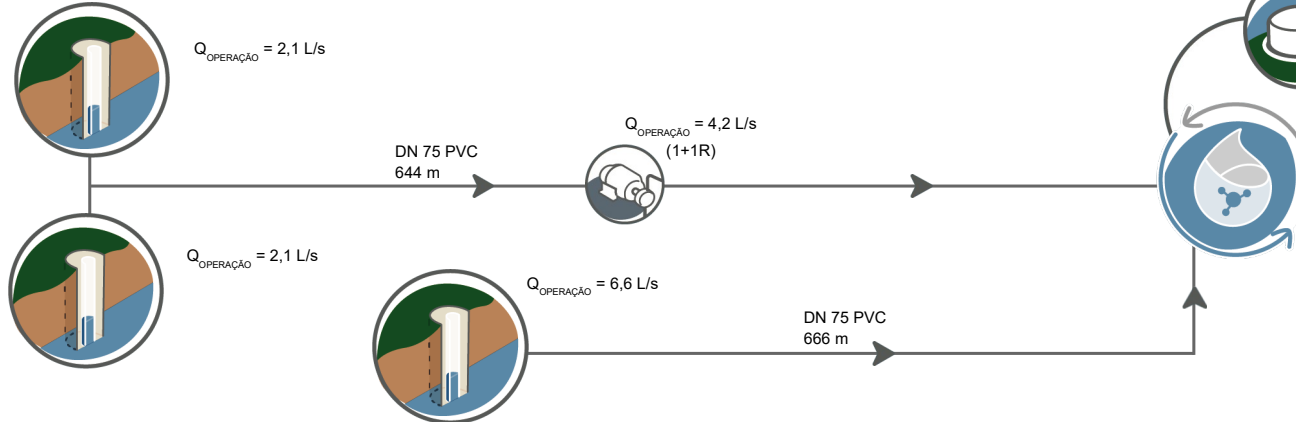 Q_OPERAÇÃO = 2,1 L/s
Q_OPERAÇÃO = 4,2 L/s
(1+1R)
DN 75 PVC
644 m
Q_OPERAÇÃO = 2,1 L/s
Q_OPERAÇÃO = 6,6 L/s
DN 75 PVC
666 m